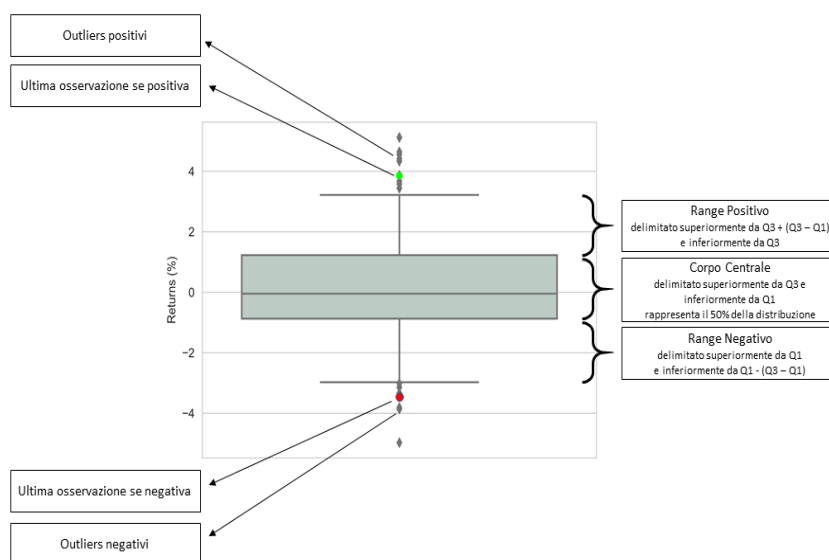 Outliers positivi
Ultima osservazione se positiva
4
2
0
−2
−4
Returns (%)
Range Positivo
delimitato superiormente da Q3 + (Q3 – Q1)
e inferiormente da Q3
Corpo Centrale
delimitato superiormente da Q3 e
inferiormente da Q1
rappresenta il 50% della distribuzione
Range Negativo
delimitato superiormente da Q1
e inferiormente da Q1 - (Q3 – Q1)
Ultima osservazione se negativa
Outliers negativi